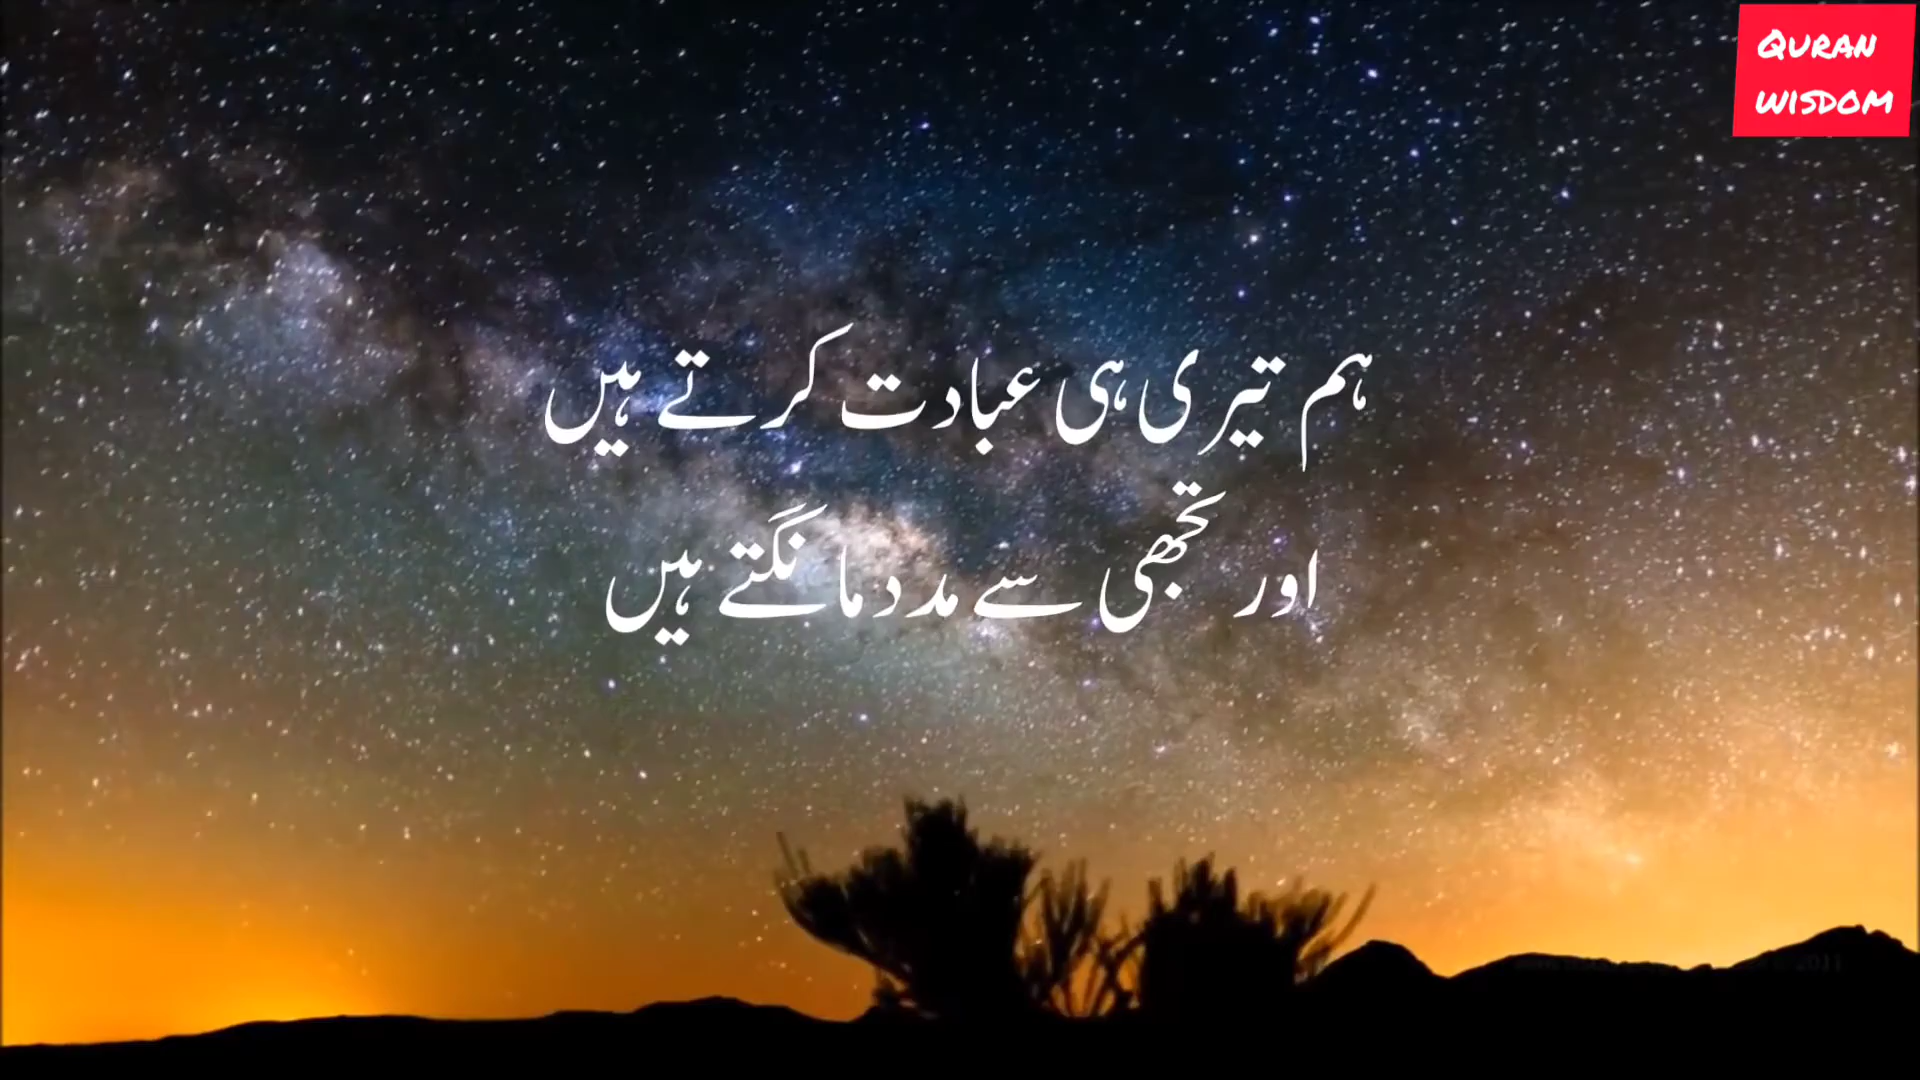 QURAN
WISDOM
ہم تیری ہی عبادت کرتے ہیں
اور تجھی سے مدد مانگتے ہیں